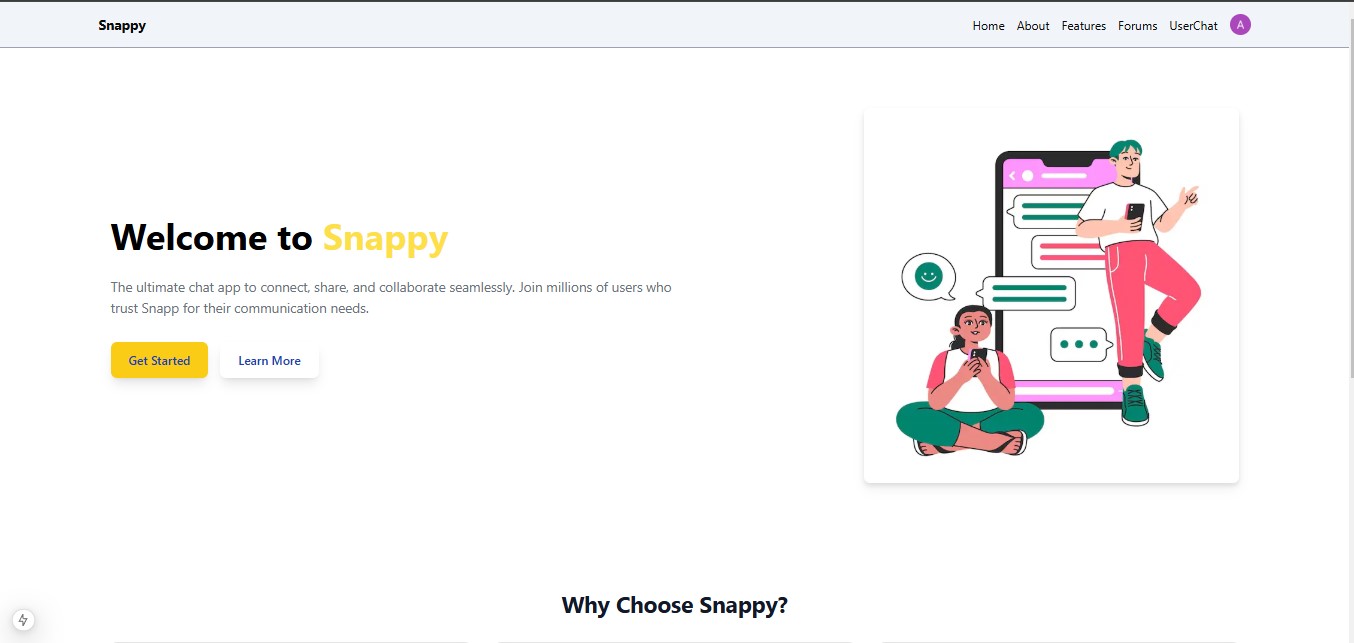 Snappy
Home About Features Forums UserChat A
Welcome to Snappy
The ultimate chat app to connect, share, and collaborate seamlessly. Join millions of users who
trust Snapp for their communication needs.
Get Started Learn More
Why Choose Snappy?